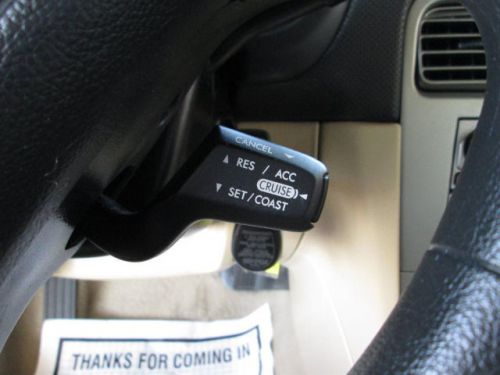 CANCEL
RES / ACC
CRUISE
SET/COAST
THANKS FOR COMING IN